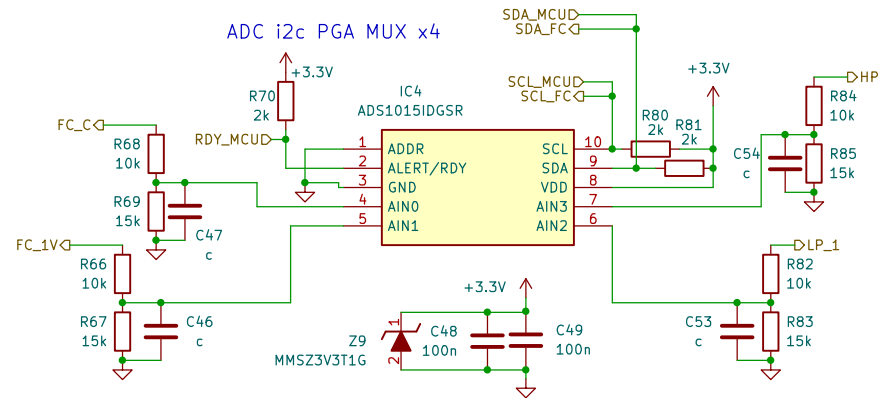 SDA_MCU
SDA_FC
ADC i2c PGA MUX x4
+3.3V
+3.3V
HP
SCL_MCU
SCL_FC
IC4
ADS1015IDGSR
R70
2k
R84
10k
FC_C
RDY_MCU
R80
2k
R81
2k
R68
10k
1 ADDR SCL 10
2 ALERT/RDY SDA 9
3 GND VDD 8
4 AIN0 AIN3 7
5 AIN1 AIN2 6
C54
c
R85
15k
R69
15k
C47
c
FC_1V
LP_1
R66
10k
R82
10k
+3.3V
R67
15k
C46
c
Z9
MMSZ3V3T1G
1
2
C48
100n
C49
100n
C53
c
R83
15k